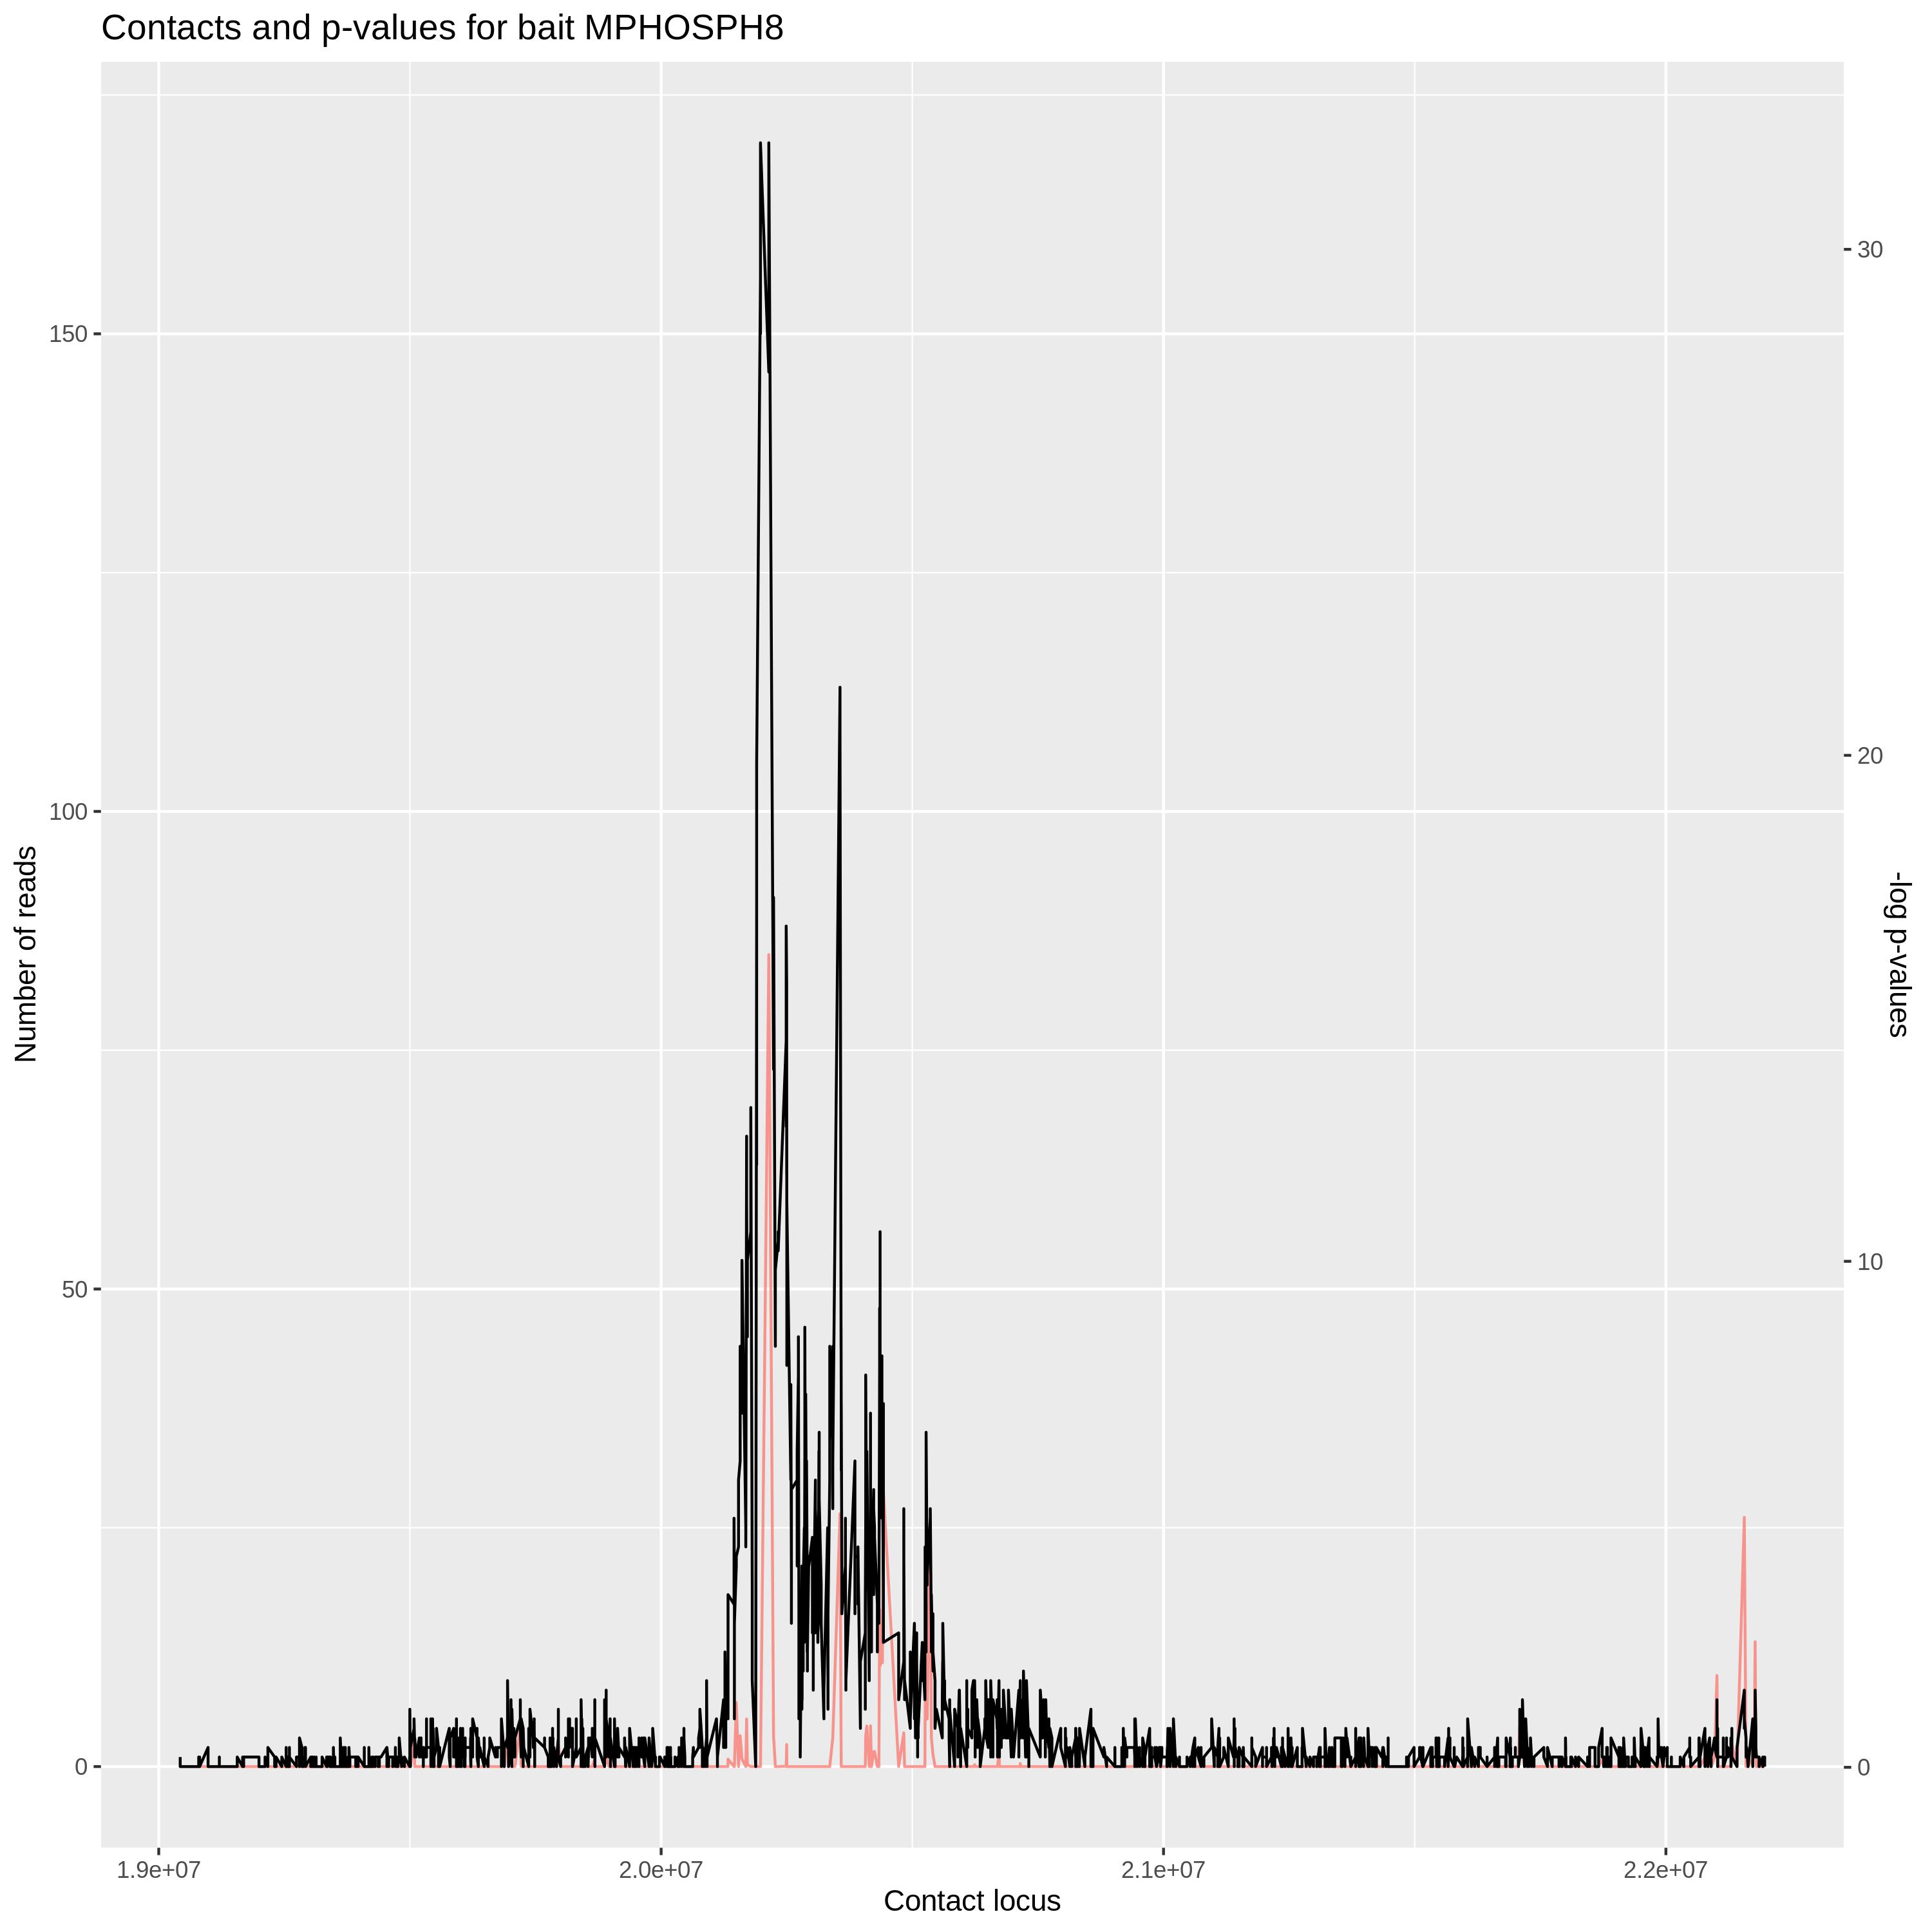 Contacts and p-values for bait MPHOSPH8
Number of reads
150
100
50
0
30
20
10
0
-log p-values
1.9e+07
2.0e+07
2.1e+07
2.2e+07
Contact locus